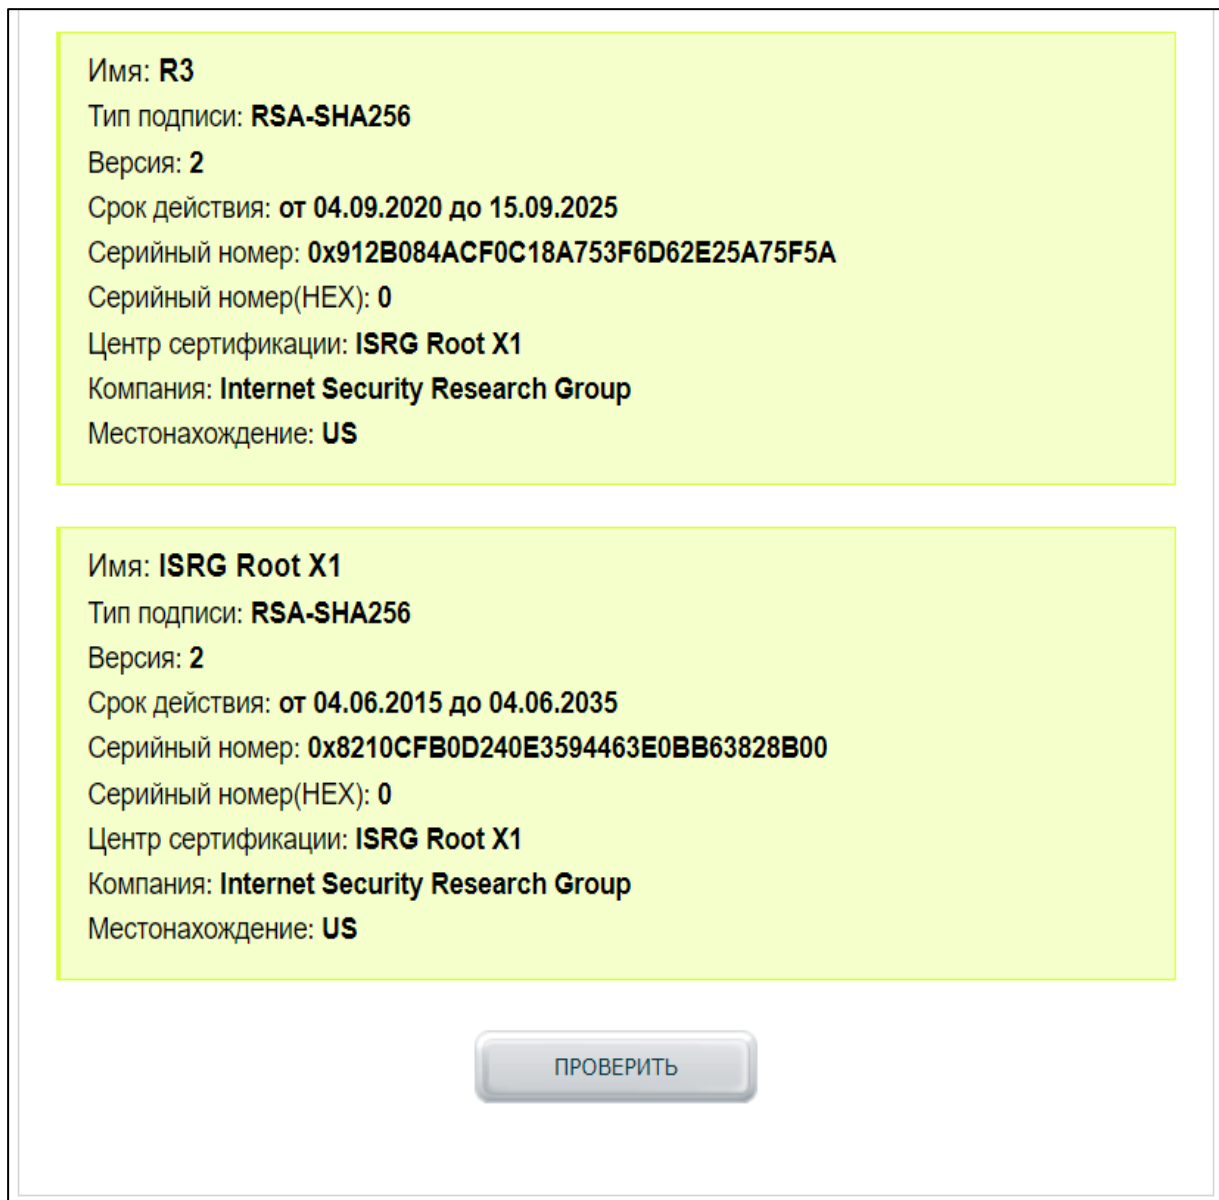 Имя: R3
Тип подписи: RSA-SHA256
Версия: 2
Срок действия: от 04.09.2020 до 15.09.2025
Серийный номер: 0x912B084ACF0C18A753F6D62E25A75F5A
Серийный номер(HEX): 0
Центр сертификации: ISRG Root X1
Компания: Internet Security Research Group
Местонахождение: US
Имя: ISRG Root X1
Тип подписи: RSA-SHA256
Версия: 2
Срок действия: от 04.06.2015 до 04.06.2035
Серийный номер: 0x8210CFB0D240E3594463E0BB63828B00
Серийный номер(HEX): 0
Центр сертификации: ISRG Root X1
Компания: Internet Security Research Group
Местонахождение: US
ПРОВЕРИТЬ